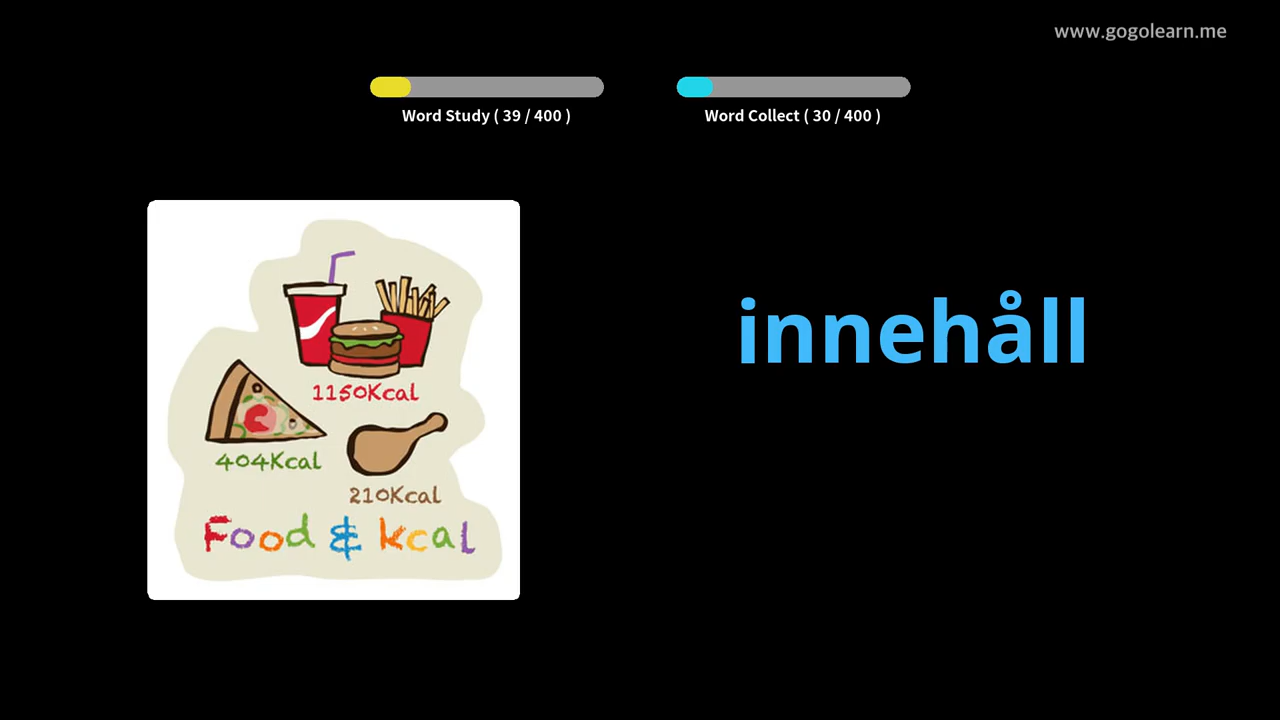 www.gogolearn.me
Word Study ( 39 / 400 )
Word Collect ( 30 / 400 )
1150Kcal
404Kcal
210Kcal
Food & kcal
innehåll